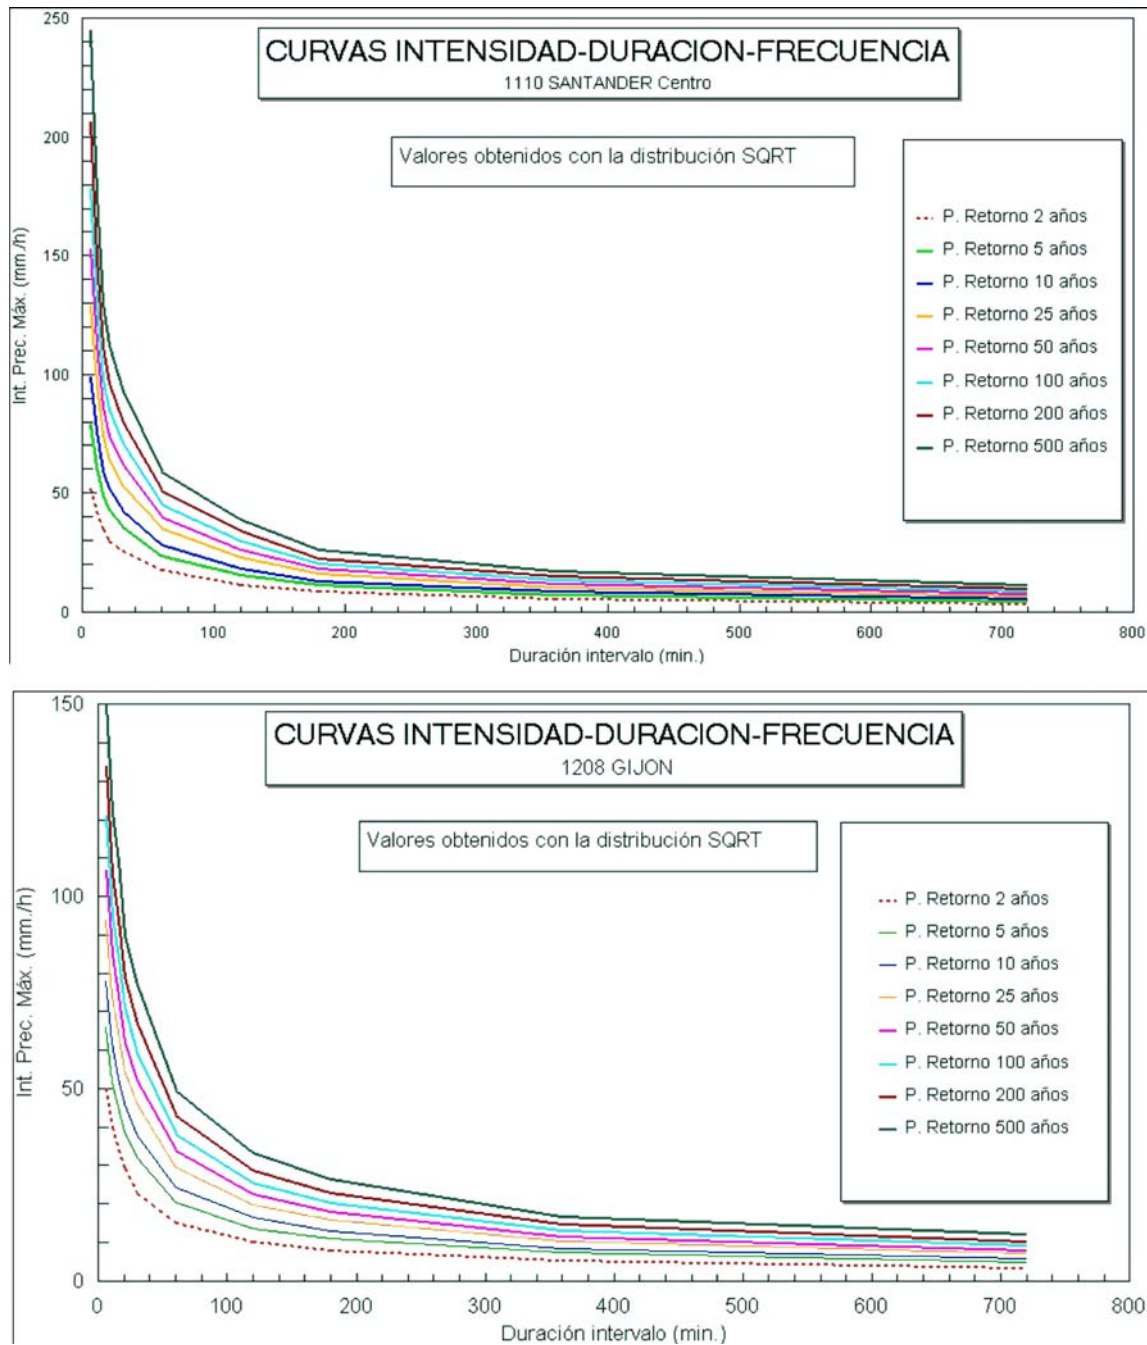 250
200
150
100
50
0
Int. Prec. Máx. (mm./h)
CURVAS INTENSIDAD-DURACION-FRECUENCIA
1110 SANTANDER Centro
Valores obtenidos con la distribución SQRT
P. Retorno 2 años
P. Retorno 5 años
P. Retorno 10 años
P. Retorno 25 años
P. Retorno 50 años
P. Retorno 100 años
P. Retorno 200 años
P. Retorno 500 años
0 100 200 300 400 500 600 700 800
Duración intervalo (min.)
150
100
50
0
Int. Prec. Máx. (mm./h)
CURVAS INTENSIDAD-DURACION-FRECUENCIA
1208 GIJON
Valores obtenidos con la distribución SQRT
P. Retorno 2 años
P. Retorno 5 años
P. Retorno 10 años
P. Retorno 25 años
P. Retorno 50 años
P. Retorno 100 años
P. Retorno 200 años
P. Retorno 500 años
0 100 200 300 400 500 600 700 800
Duración intervalo (min.)